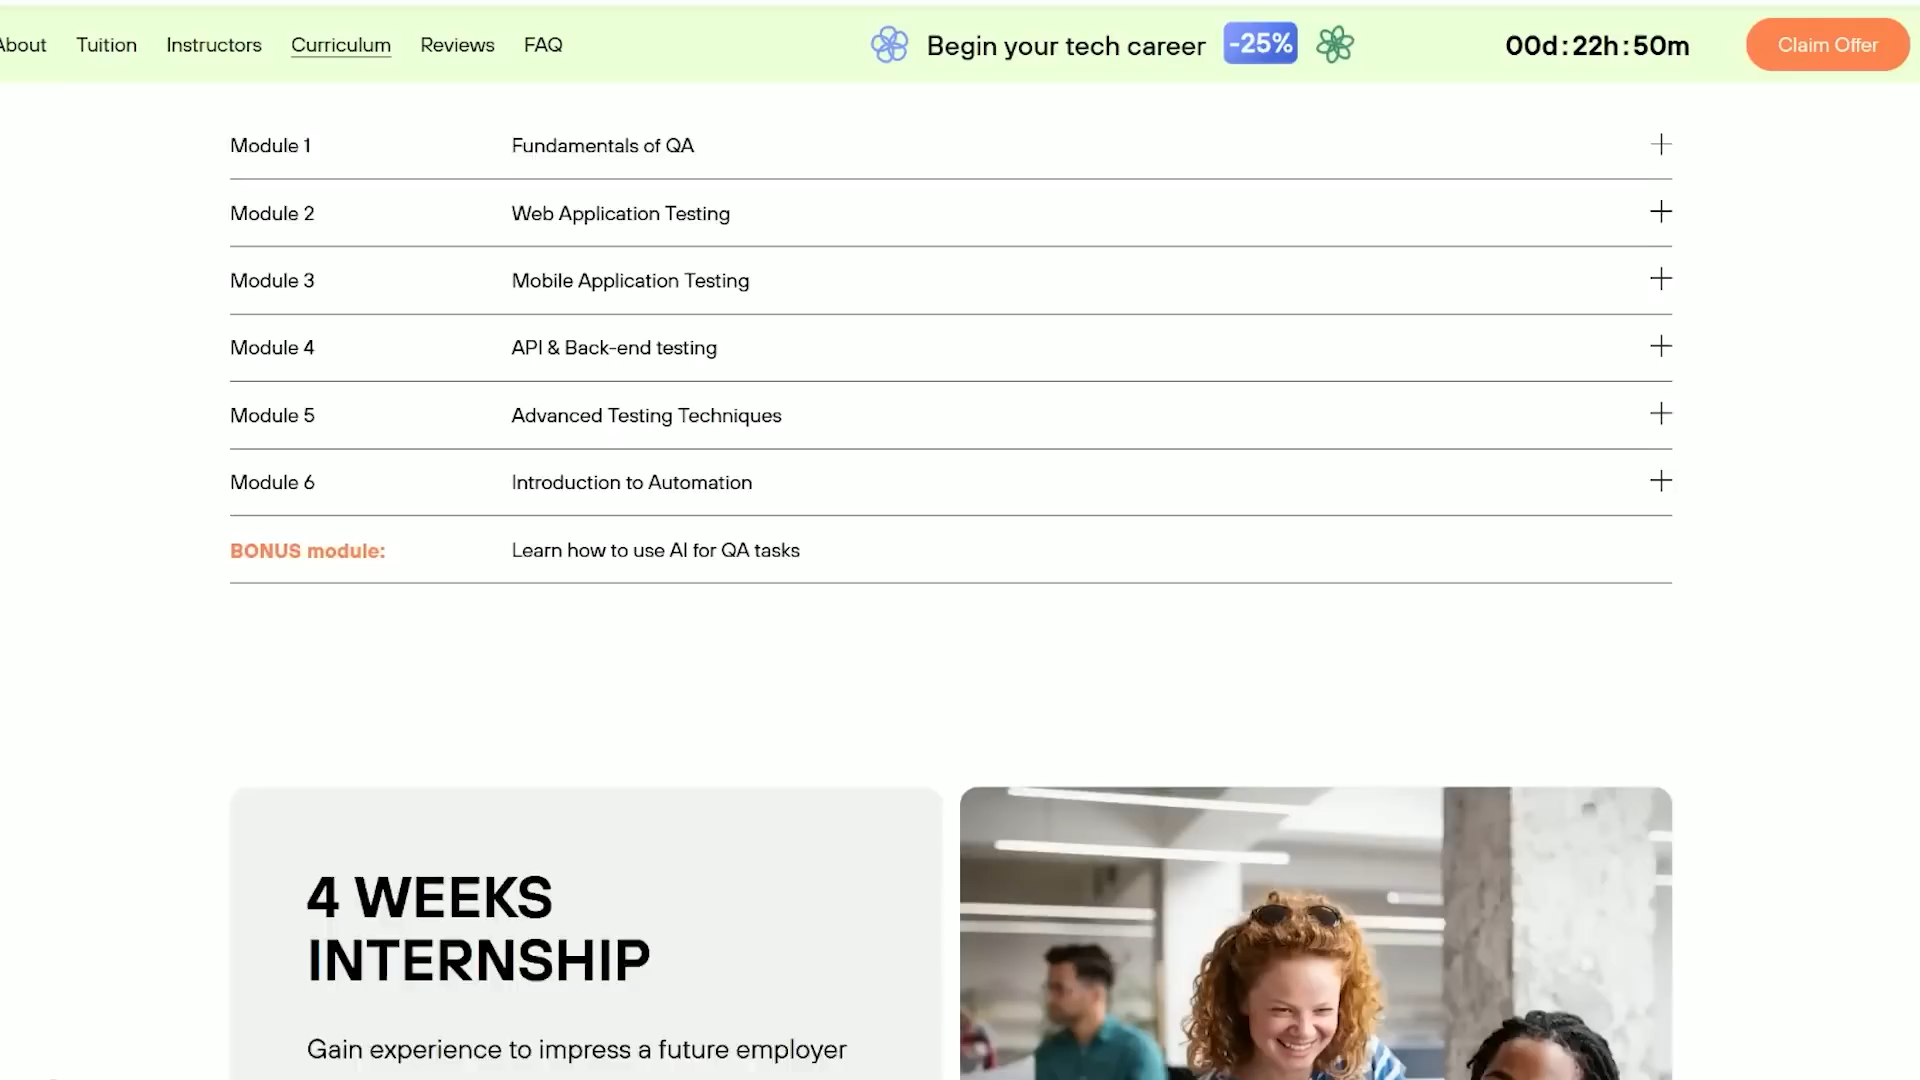 About Tuition Instructors Curriculum Reviews FAQ Begin your tech career -25% 00d:22h:50m Claim Offer
Module 1 Fundamentals of QA
Module 2 Web Application Testing
Module 3 Mobile Application Testing
Module 4 API & Back-end testing
Module 5 Advanced Testing Techniques
Module 6 Introduction to Automation
BONUS module: Learn how to use AI for QA tasks
4 WEEKS
INTERNSHIP
Gain experience to impress a future employer